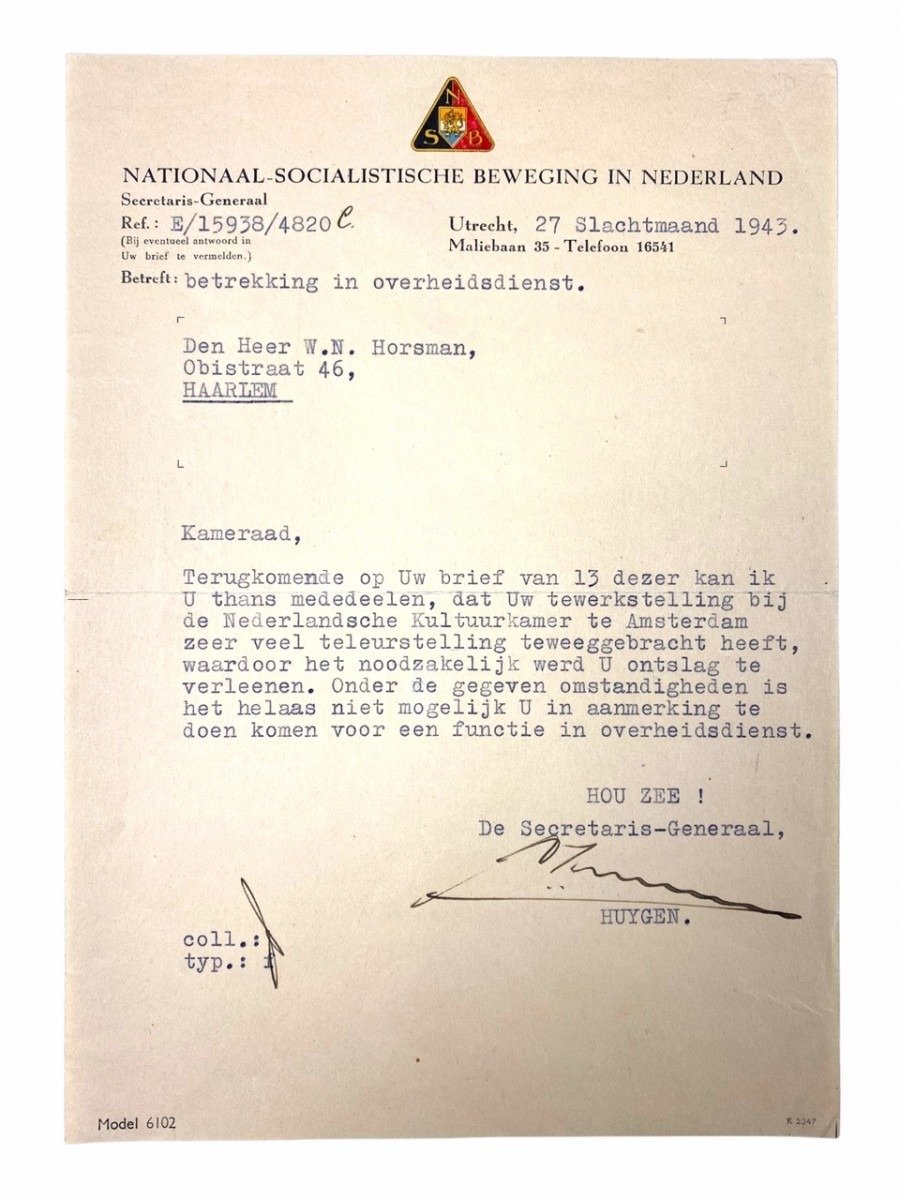 N
S B
NATIONAAL-SOCIALISTISCHE BEWEGING IN NEDERLAND
Secretaris-Generaal
Ref.: E/15938/4820 C.
Utrecht, 27 Slachtmaand 1943.
(Bij eventueel antwoord in
Uw brief te vermelden.)
Maliebaan 35 - Telefoon 16541
Betreft: betrekking in overheidsdienst.
Den Heer W.N. Horsman,
Obistraat 46,
HAARLEM
Kameraad,
Terugkomende op Uw brief van 13 dezer kan ik
U thans mededeelen, dat Uw tewerkstelling bij
de Nederlandsche Kultuurkamer te Amsterdam
zeer veel teleurstelling teweeggebracht heeft,
waardoor het noodzakelijk werd U ontslag te
verleenen. Onder de gegeven omstandigheden is
het helaas niet mogelijk U in aanmerking te
doen komen voor een functie in overheidsdienst.
HOU ZEE !
De Secretaris-Generaal,
HUYGEN.
coll.:
typ.:
Model 6102
K 2347